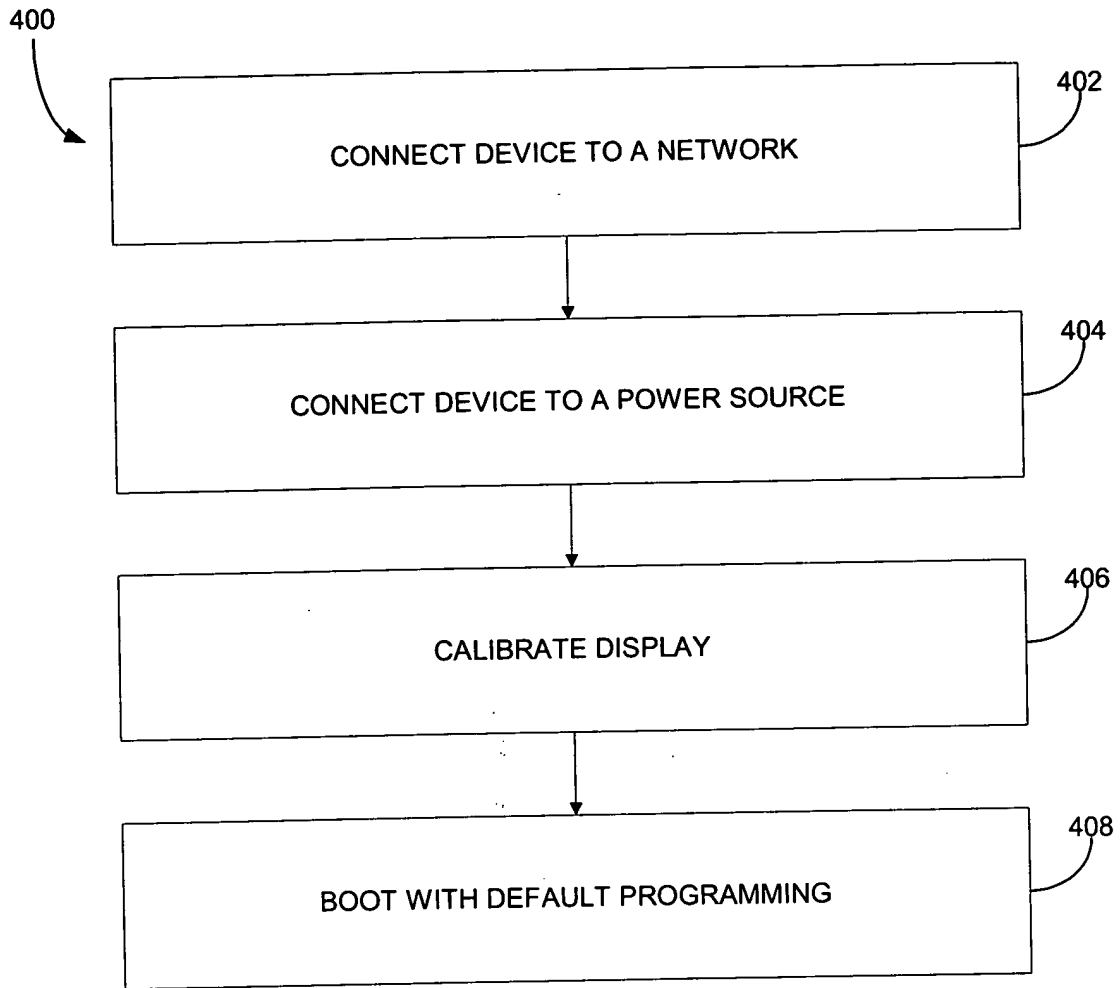 400
402
CONNECT DEVICE TO A NETWORK
404
CONNECT DEVICE TO A POWER SOURCE
406
CALIBRATE DISPLAY
408
BOOT WITH DEFAULT PROGRAMMING